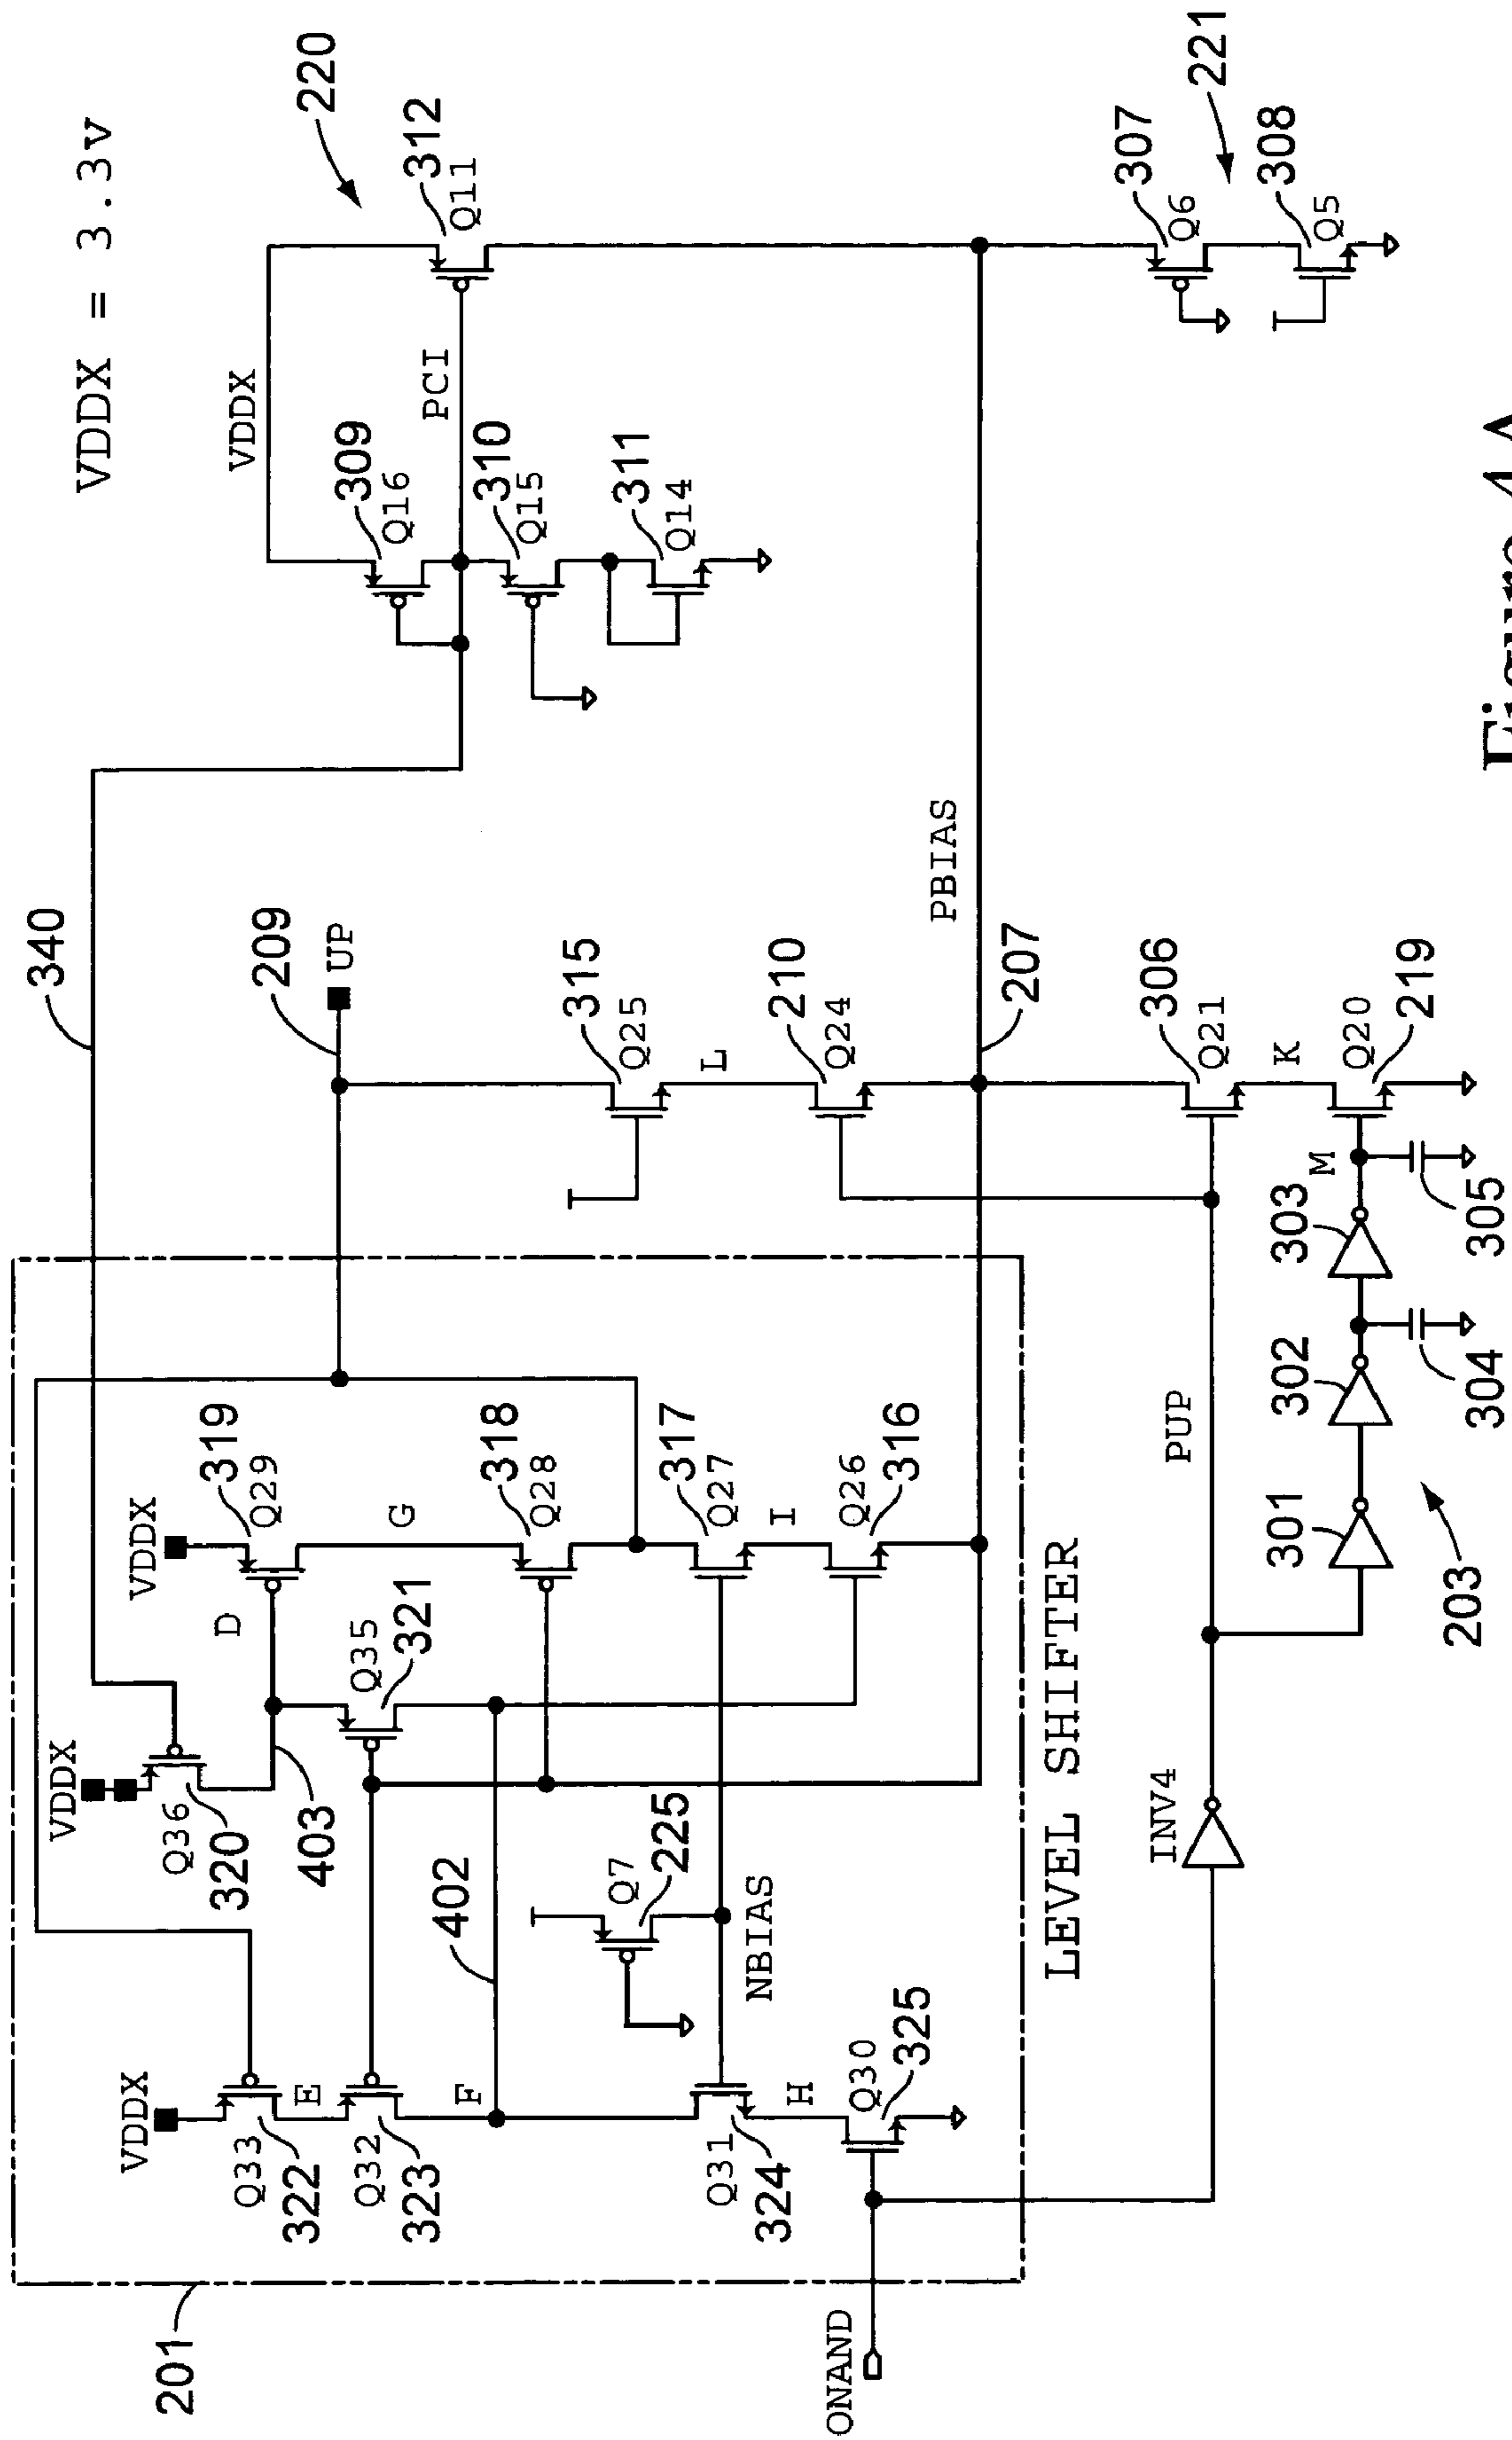 VDDX = 3.3v
340
220
VDDX
VDDX
VDDX
VDDX
209
UP
309
Q16
PCI
312
Q11
310
Q15
311
Q14
319
Q29
D
G
Q36
320
403
Q33
322
E
Q32
323
F
Q35
321
318
Q28
402
Q7
225
NBIAS
317
Q27
I
Q26
316
315
Q25
L
210
Q24
PBIAS
207
Q31
324
H
Q30
325
LEVEL SHIFTER
201
ONAND
INV4
PUP
306
Q21
K
Q20
219
M
301
302
303
304
305
203
307
Q6
221
308
Q5
Figure 4A